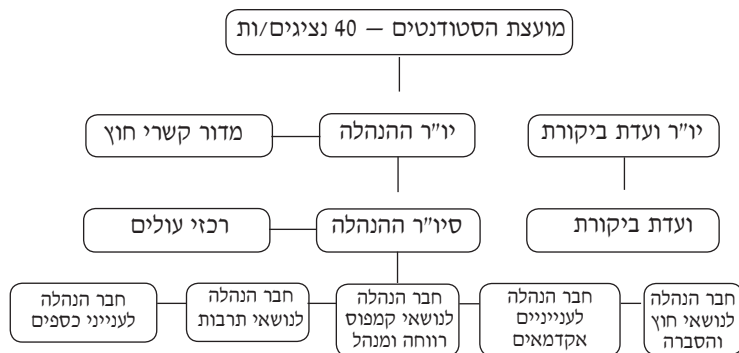 מועצת הסטודנטים – 40 נציגים/ות
יו"ר ועדת ביקורת
יו"ר ההנהלה
מדור קשרי חוץ
ועדת ביקורת
סיו"ר ההנהלה
רכזי עולים
חבר הנהלה
לנושאי חוץ
והסברה
חבר הנהלה
לענייניים
אקדמאים
חבר הנהלה
לנושאי קמפוס
רווחה ומנהל
חבר הנהלה
לנושאי תרבות
חבר הנהלה
לענייני כספים